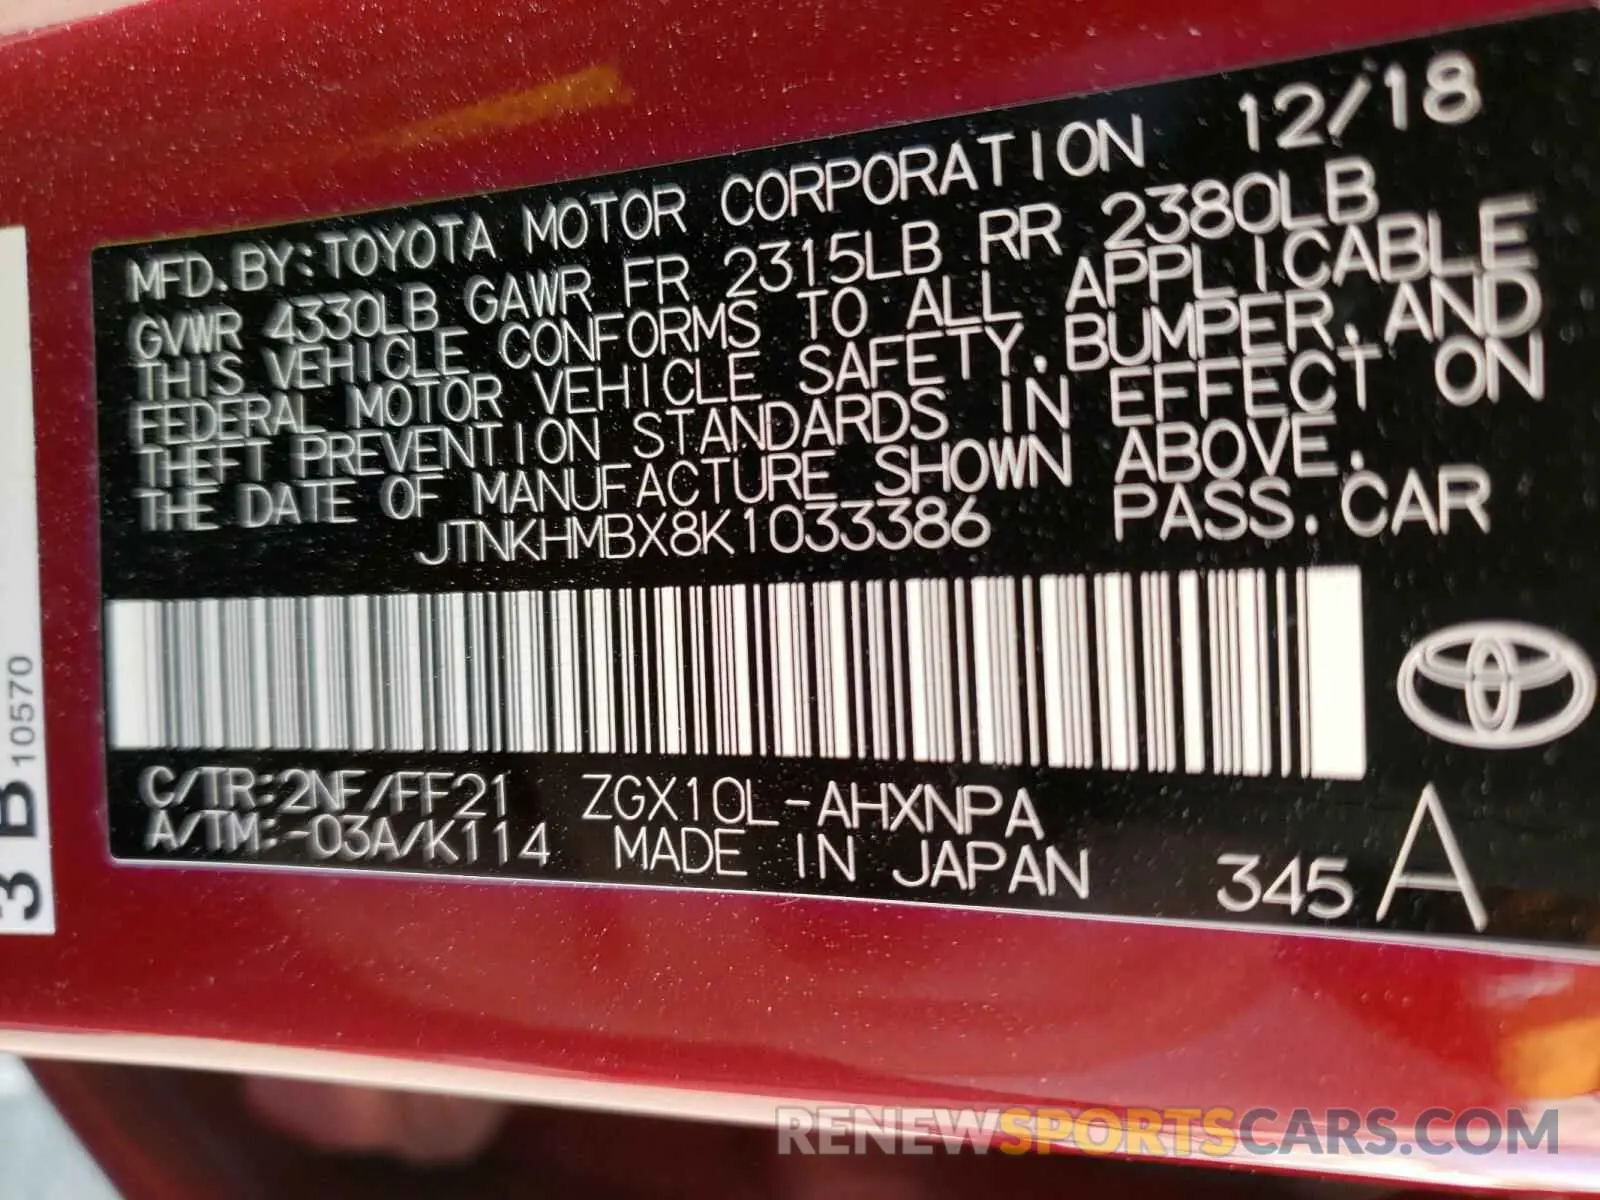 MFD. BY: TOYOTA MOTOR CORPORATION 12/18
GVWR 4330LB GAWR FR 2315LB RR 2380LB
THIS VEHICLE CONFORMS TO ALL APPLICABLE
FEDERAL MOTOR VEHICLE SAFETY, BUMPER, AND
THEFT PREVENTION STANDARDS IN EFFECT ON
THE DATE OF MANUFACTURE SHOWN ABOVE.
JTNKHMBX8K1033386 PASS. CAR
C/TR: 2NF/FF21 ZGX10L-AHXNPA
A/TM: -03A/K114 MADE IN JAPAN 345 A
3 B 10570
RENEWSPORTSCARS.COM